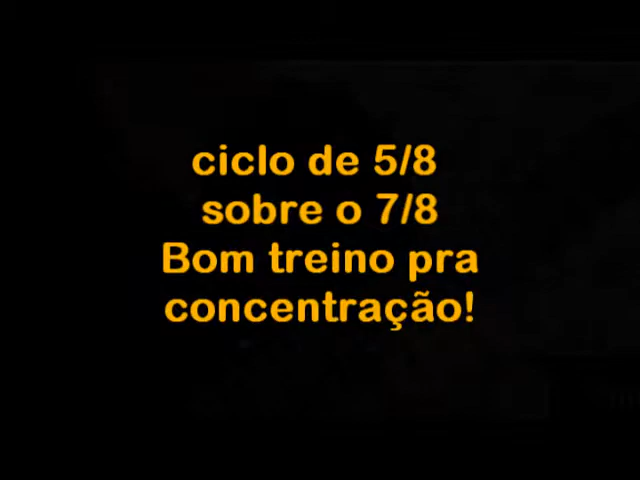 ciclo de 5/8
sobre o 7/8
Bom treino pra
concentração!